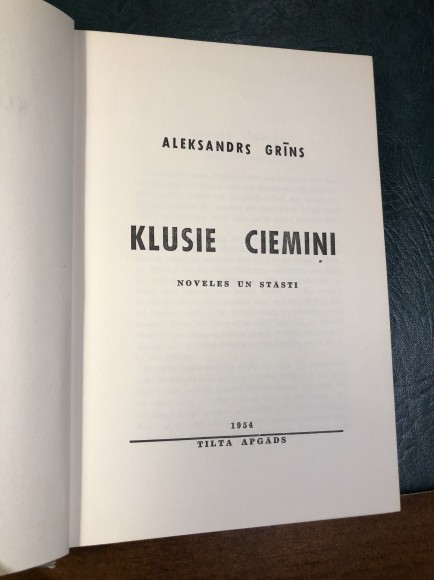 ALEKSANDRS GRĪNS
KLUSIE CIEMIŅI
NOVELES UN STĀSTI
1954
TILTA APGĀDS